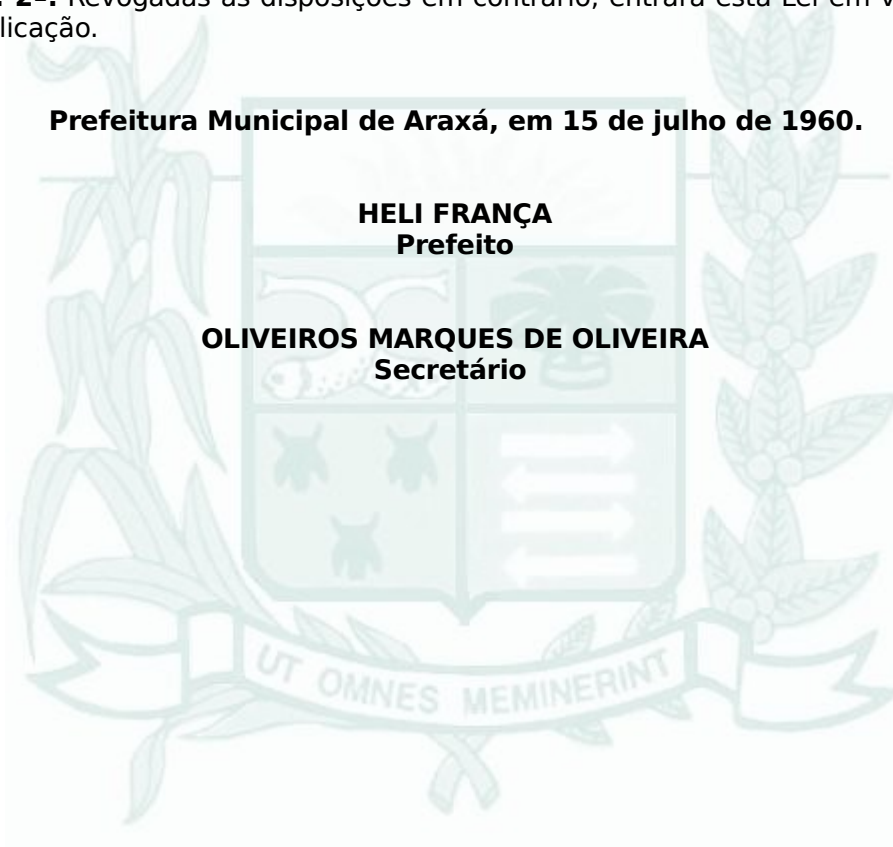 2º. Revogadas as disposições em contrário, entrará esta Lei em
licação.
Prefeitura Municipal de Araxá, em 15 de julho de 1960.
HELI FRANÇA
Prefeito
OLIVEIROS MARQUES DE OLIVEIRA
Secretário
UT OMNES MEMINERINT